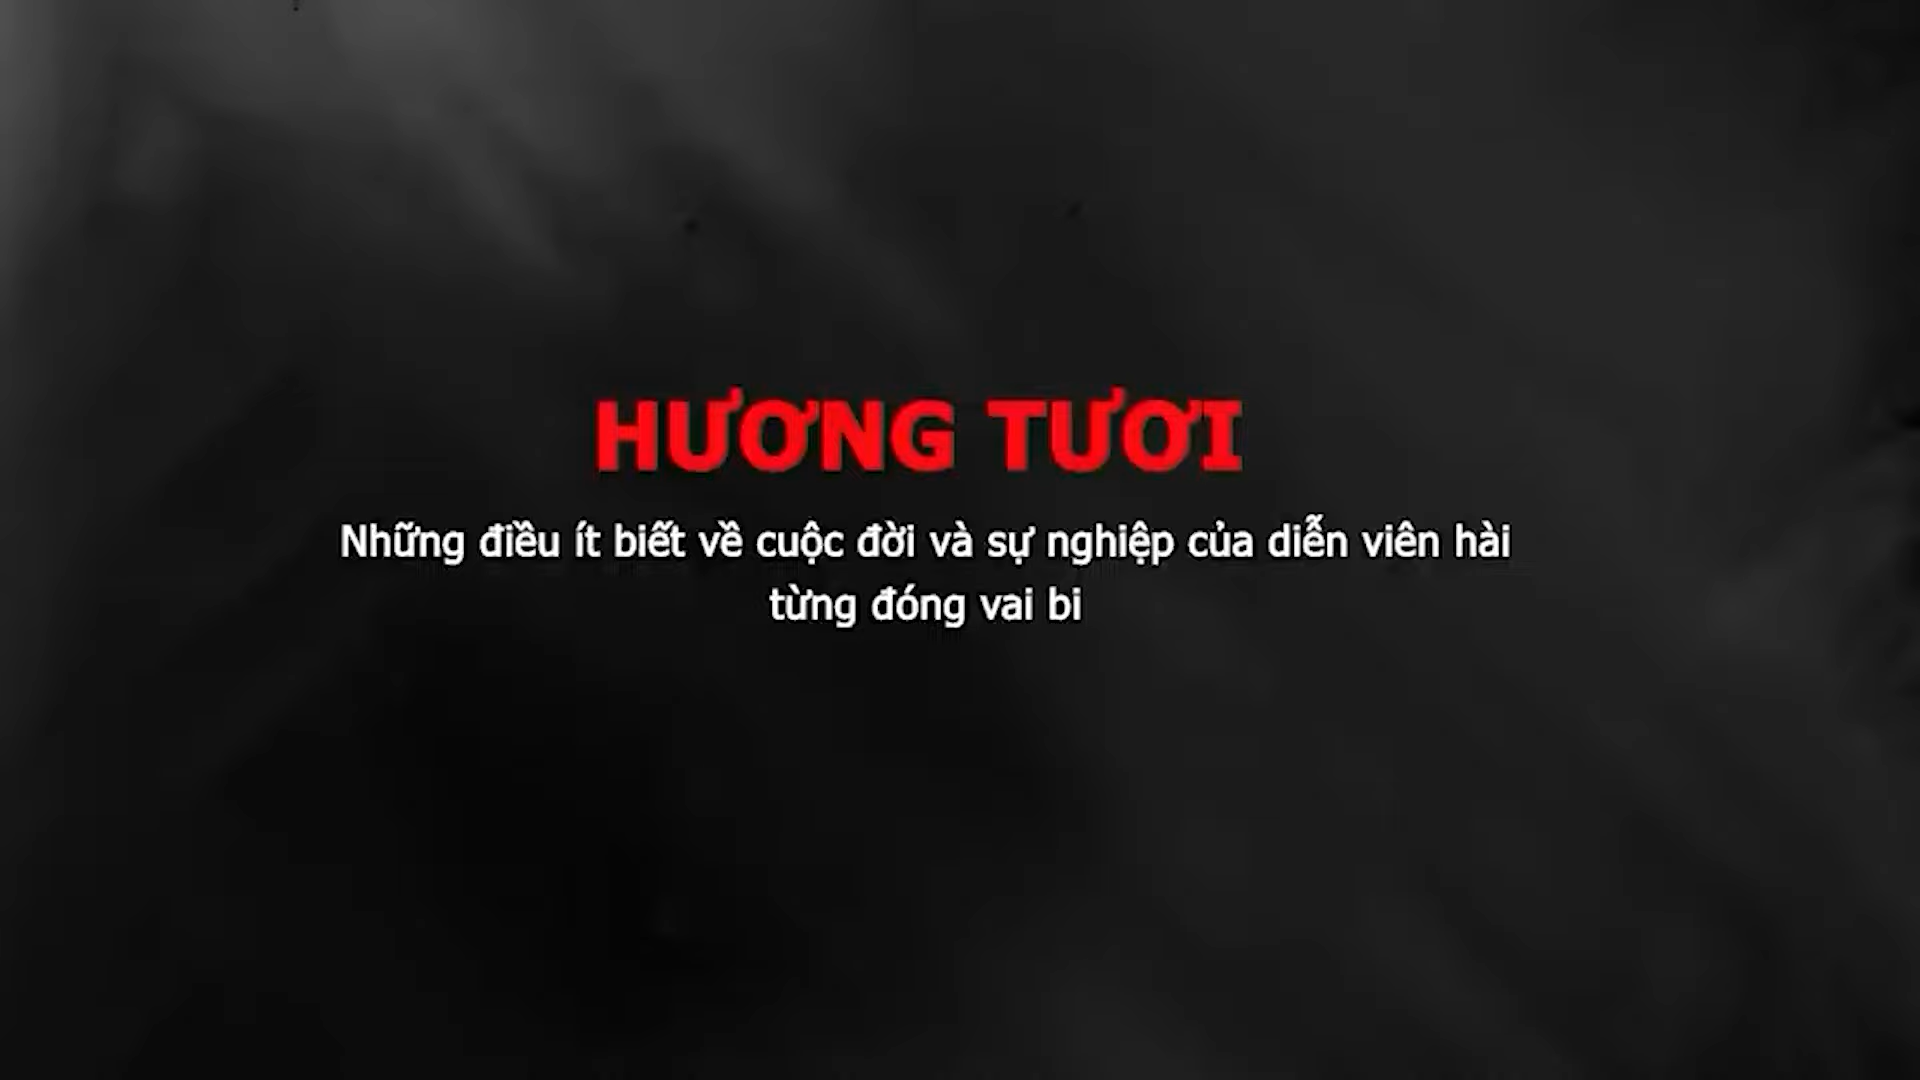 HƯƠNG TƯƠI
Những điều ít biết về cuộc đời và sự nghiệp của diễn viên hài
từng đóng vai bi